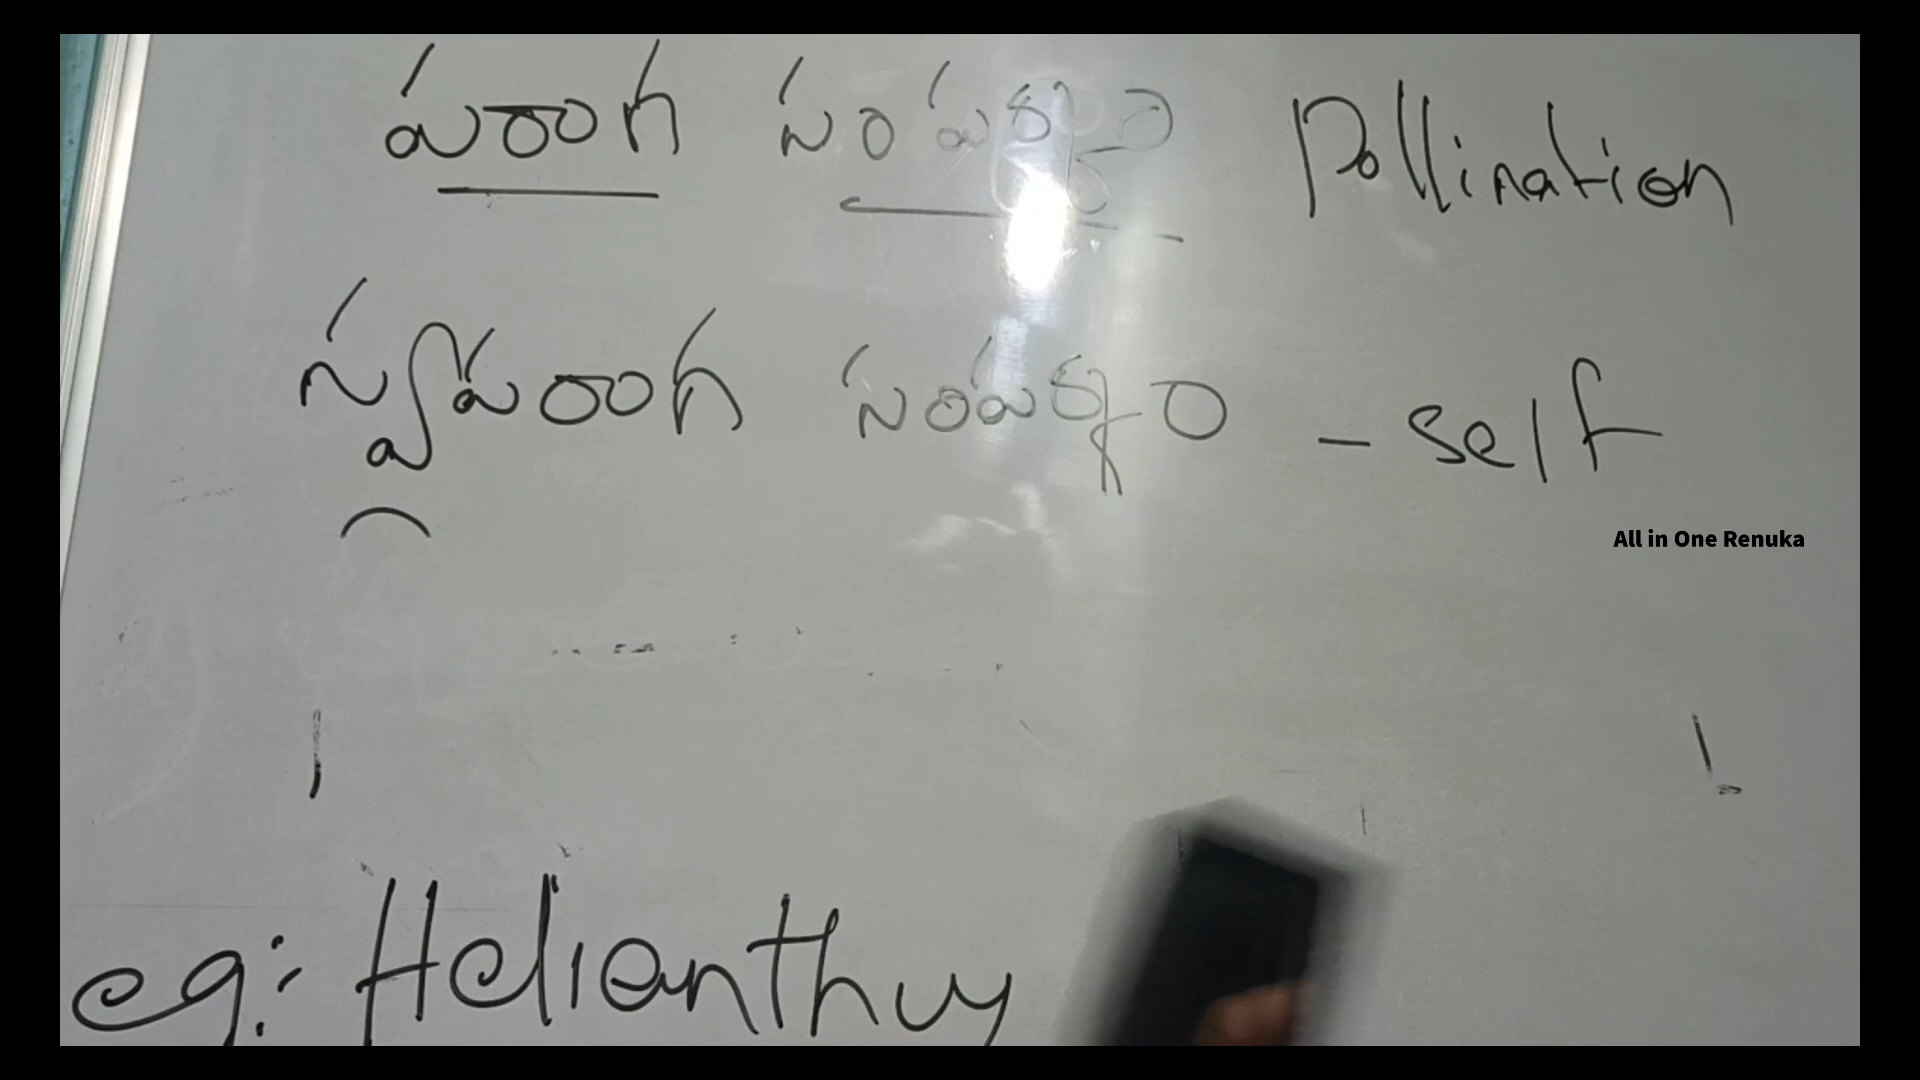 పరాగ సంపర్కం Pollination
స్వపరాగ సంపర్కం - self
All in One Renuka
eg: Helianthus